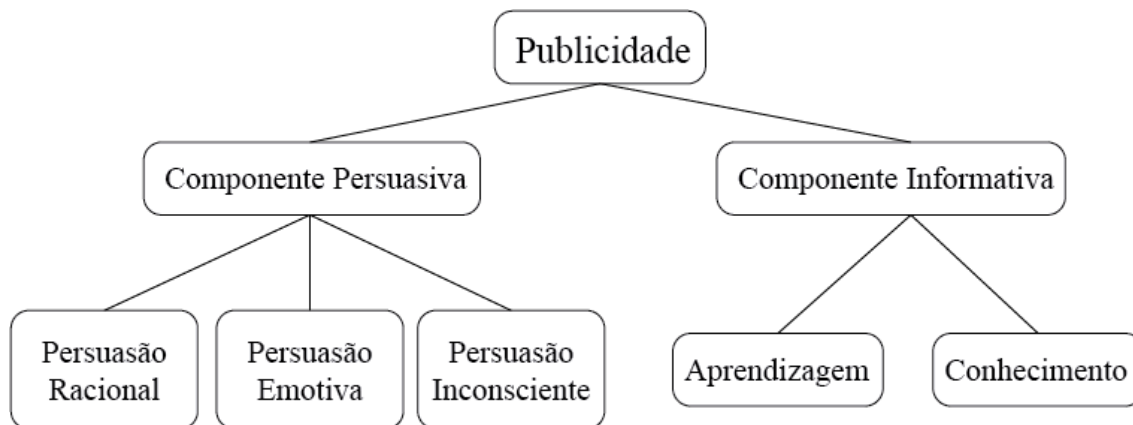 Publicidade
Componente Persuasiva
Componente Informativa
Persuasão
Racional
Persuasão
Emotiva
Persuasão
Inconsciente
Aprendizagem
Conhecimento